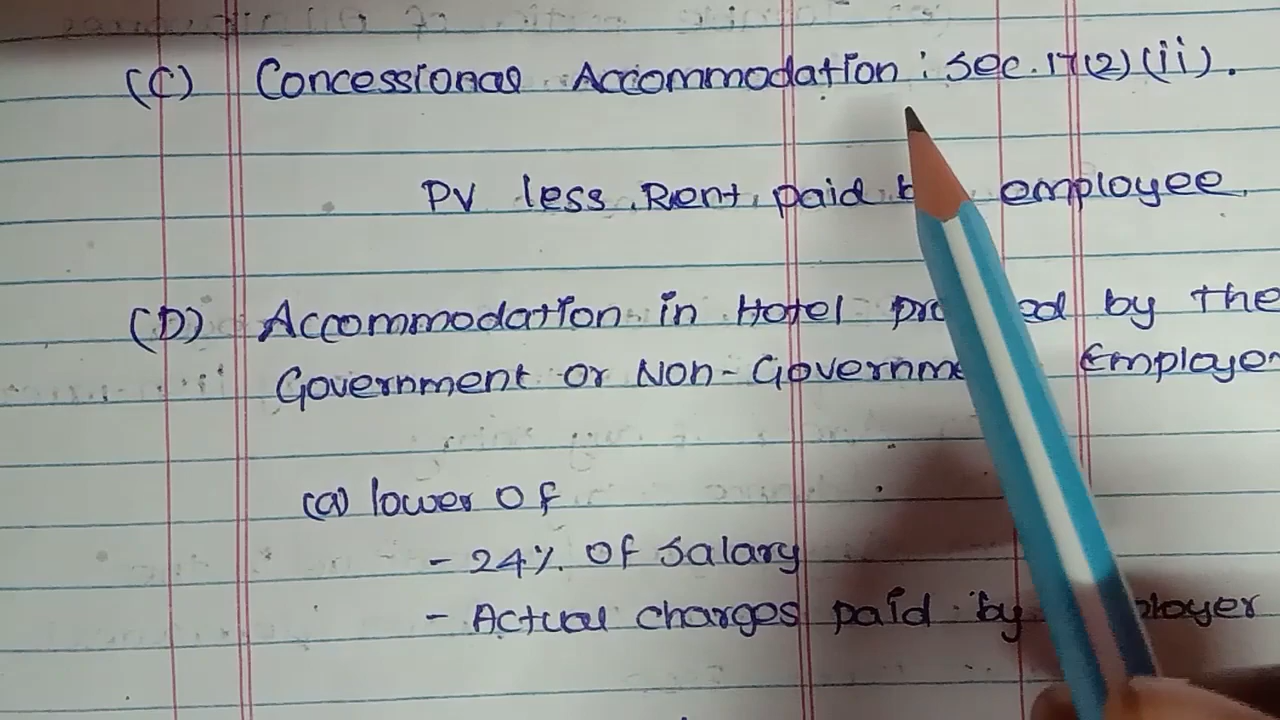 (C) Concessional Accommodation : Sec. 17(2)(ii).
PV less Rent paid employee
(D) Accommodation in Hotel by the
Government or Non-Government Employer
(a) lower of
- 24% of salary
- Actual charges paid by